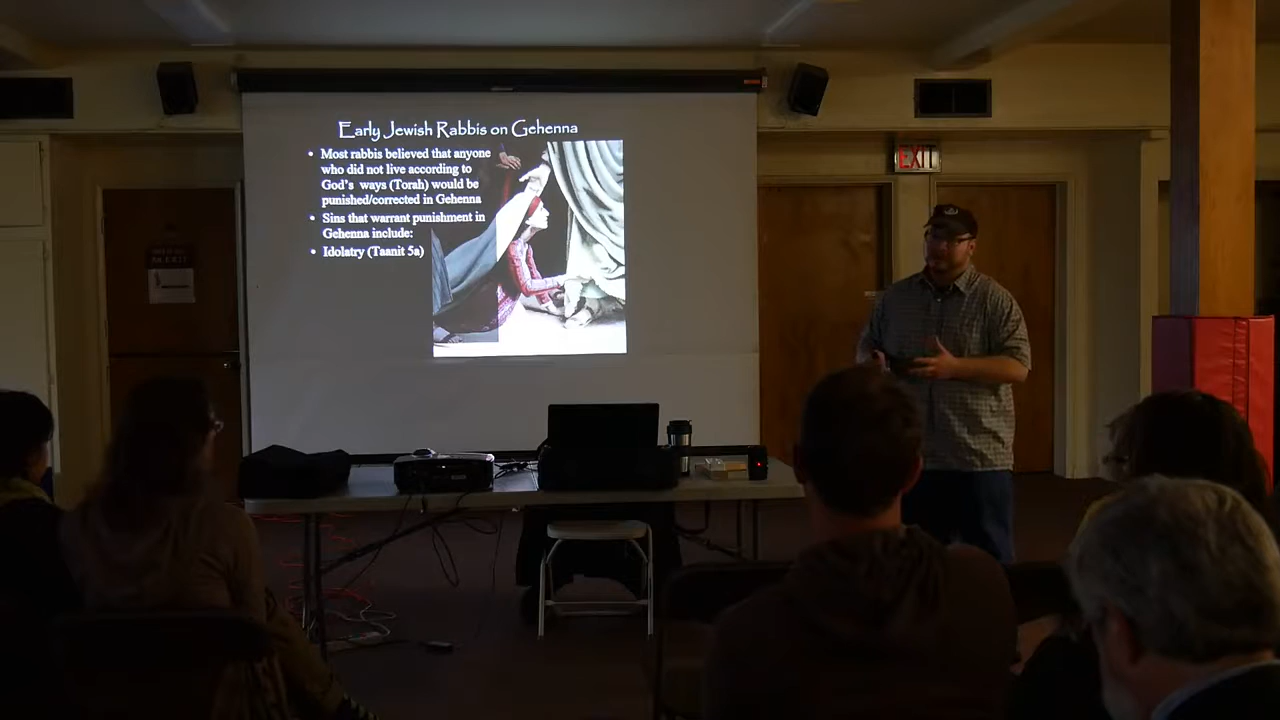 Early Jewish Rabbis on Gehenna
• Most rabbis believed that anyone
who did not live according to
God's ways (Torah) would be
punished/corrected in Gehenna
• Sins that warrant punishment in
Gehenna include:
• Idolatry (Taanit 5a)
EXIT